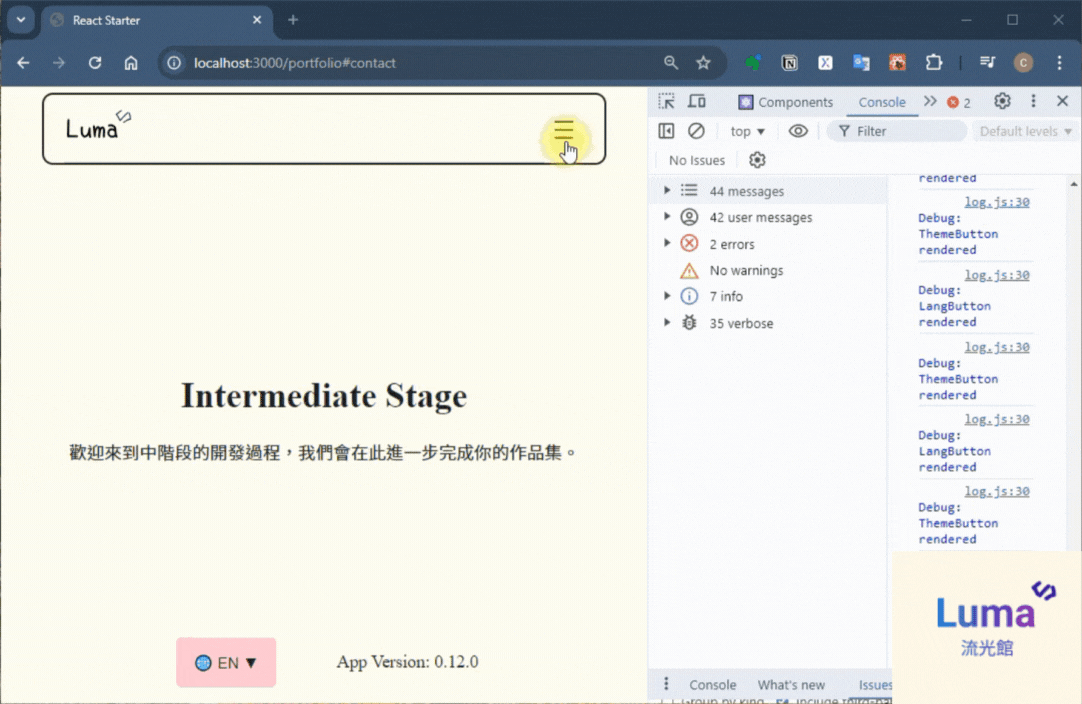 React Starter
localhost:3000/portfolio#contact
Luma
Intermediate Stage
歡迎來到中階段的開發過程，我們會在此進一步完成你的作品集。
EN ▼
App Version: 0.12.0
Components
Console
2
top ▼
Filter
Default levels ▼
No Issues
44 messages
42 user messages
2 errors
No warnings
7 info
35 verbose
rendered
log.js:30
Debug:
ThemeButton
rendered
log.js:30
Debug:
LangButton
rendered
log.js:30
Debug:
ThemeButton
rendered
log.js:30
Debug:
LangButton
rendered
log.js:30
Debug:
ThemeButton
rendered
Console
What's new
Issues
Luma
流光館